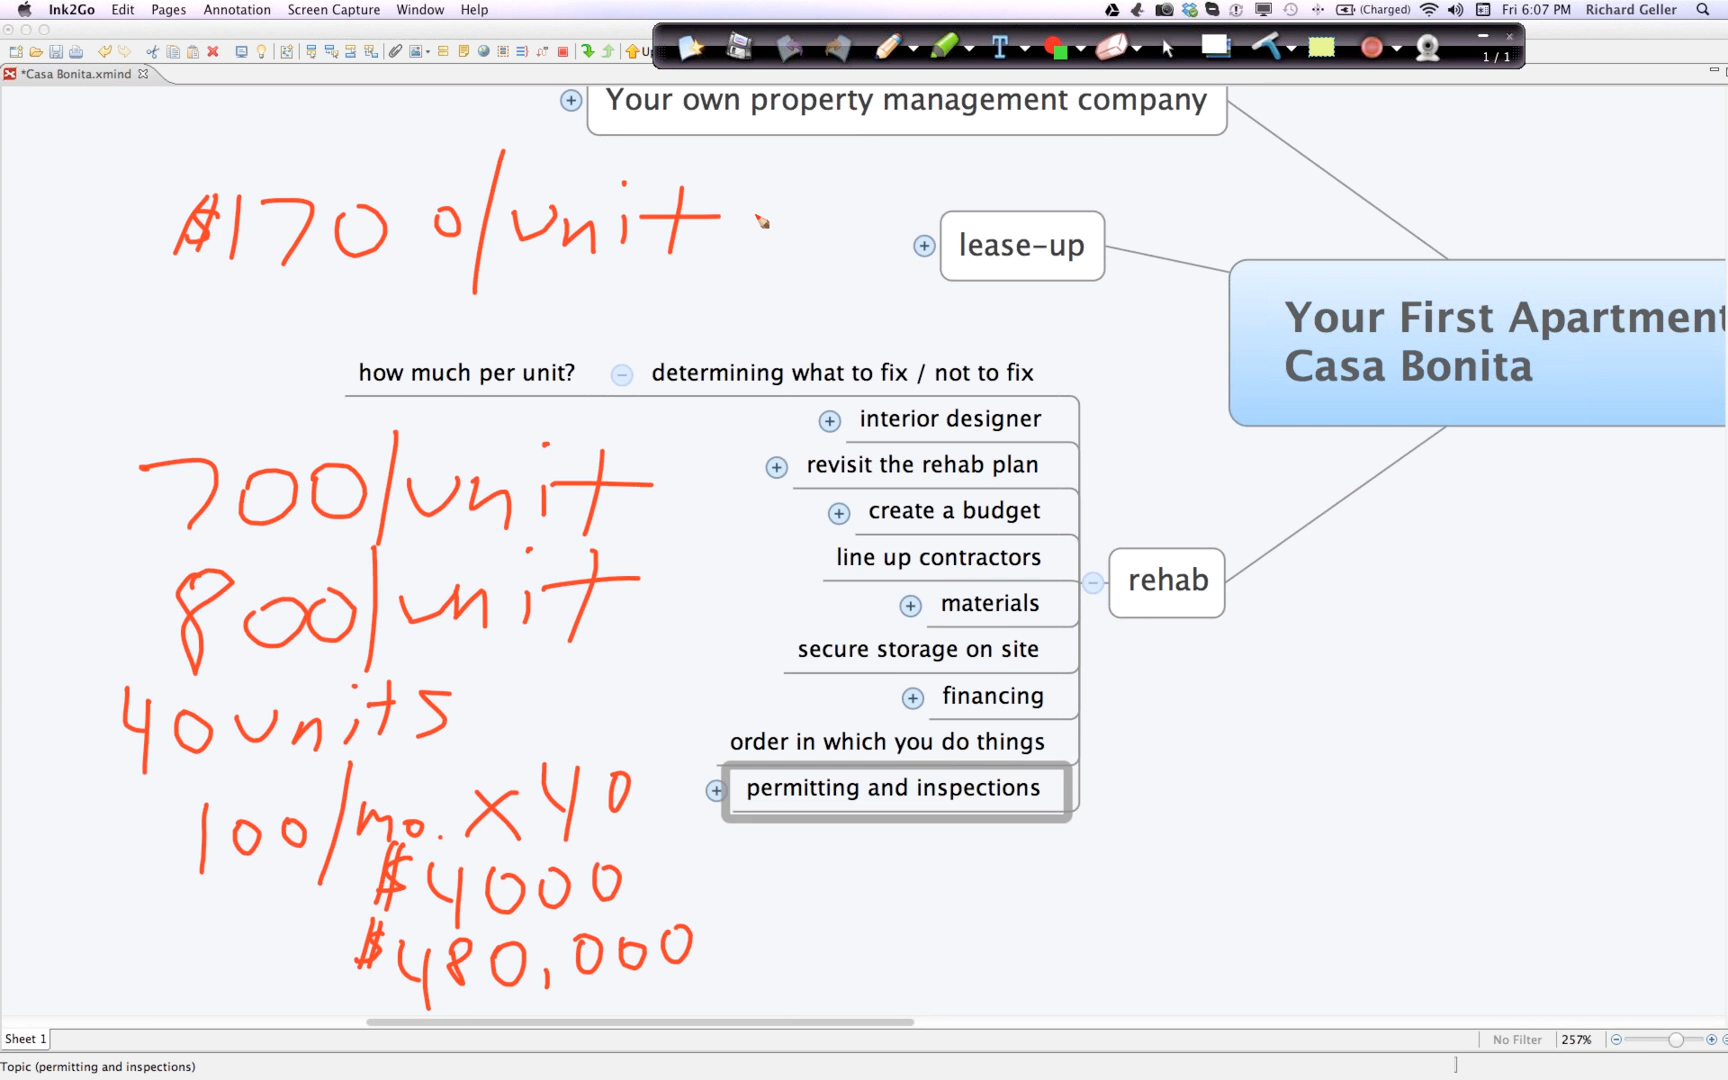 Ink2Go Edit Pages Annotation Screen Capture Window Help
(Charged) Fri 6:07 PM Richard Geller
1 / 1
*Casa Bonita.xmind
Your own property management company
$1700/unit
lease-up
Your First Apartment
Casa Bonita
how much per unit? determining what to fix / not to fix
interior designer
revisit the rehab plan
create a budget
line up contractors
rehab
materials
secure storage on site
financing
order in which you do things
permitting and inspections
700/unit
800/unit
40 units
100/mo. x 40
$4000
$480,000
Sheet 1
No Filter 257%
Topic (permitting and inspections)